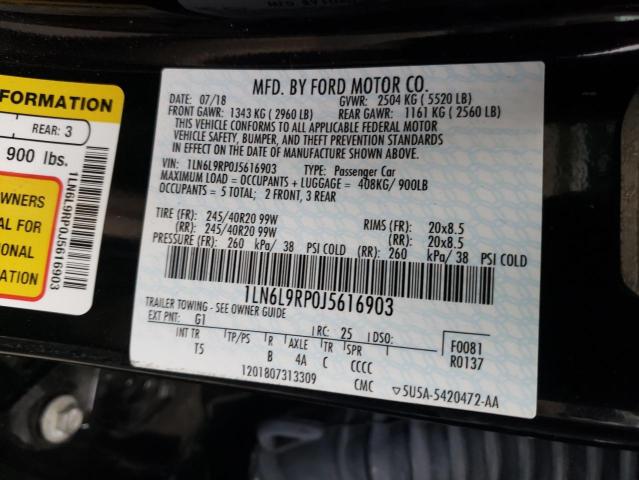 FORMATION
REAR: 3
900 lbs.
WNERS
AL FOR
IONAL
MATION
1LN6L9RP0J5616903
MFD. BY FORD MOTOR CO.
DATE: 07/18 GVWR: 2504 KG ( 5520 LB)
FRONT GAWR: 1343 KG ( 2960 LB) REAR GAWR: 1161 KG ( 2560 LB)
THIS VEHICLE CONFORMS TO ALL APPLICABLE FEDERAL MOTOR
VEHICLE SAFETY, BUMPER, AND THEFT PREVENTION STANDARDS
IN EFFECT ON THE DATE OF MANUFACTURE SHOWN ABOVE.
VIN: 1LN6L9RP0J5616903 TYPE: Passenger Car
MAXIMUM LOAD = OCCUPANTS + LUGGAGE = 408KG/ 900LB
OCCUPANTS = 5 TOTAL; 2 FRONT, 3 REAR
TIRE (FR): 245/40R20 99W RIMS (FR): 20x8.5
(RR): 245/40R20 99W (RR): 20x8.5
PRESSURE (FR): 260 kPa/ 38 PSI COLD (RR): 260 kPa/ 38 PSI COLD
1LN6L9RP0J5616903
TRAILER TOWING - SEE OWNER GUIDE
EXT PNT: G1 RC: 25 DSO: F0081
INT TR TP/PS R AXLE TR SPR R0137
T5 B 4A C CCCC
1201807313309 CMC 5U5A-5420472-AA